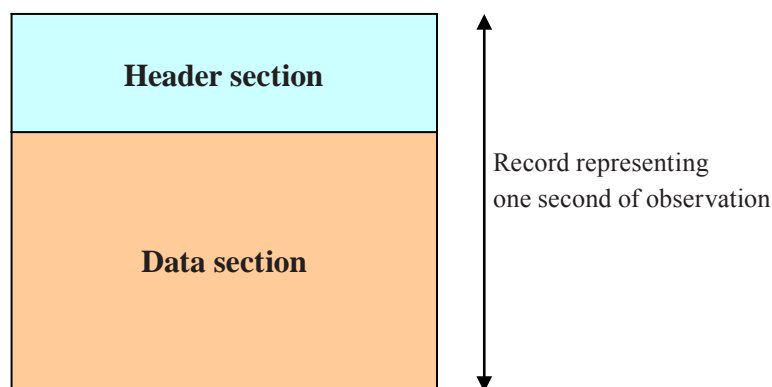 Header section
Record representing
one second of observation
Data section